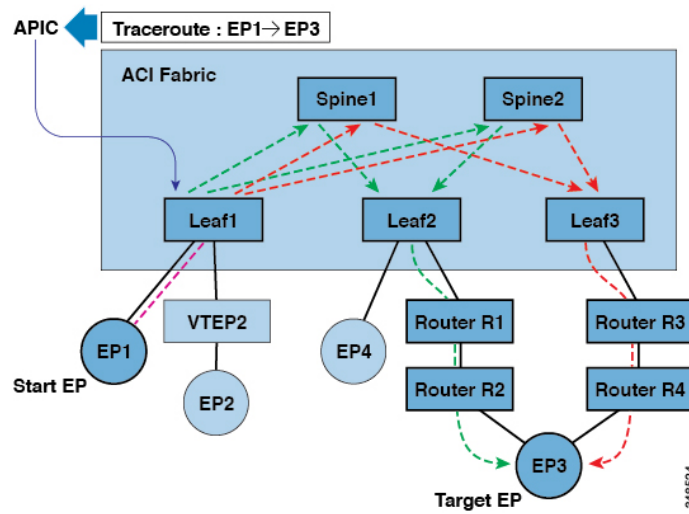 APIC
Traceroute : EP1→EP3
ACI Fabric
Spine1
Spine2
Leaf1
Leaf2
Leaf3
VTEP2
Router R1
Router R3
EP1
EP4
Start EP
EP2
Router R2
Router R4
EP3
Target EP